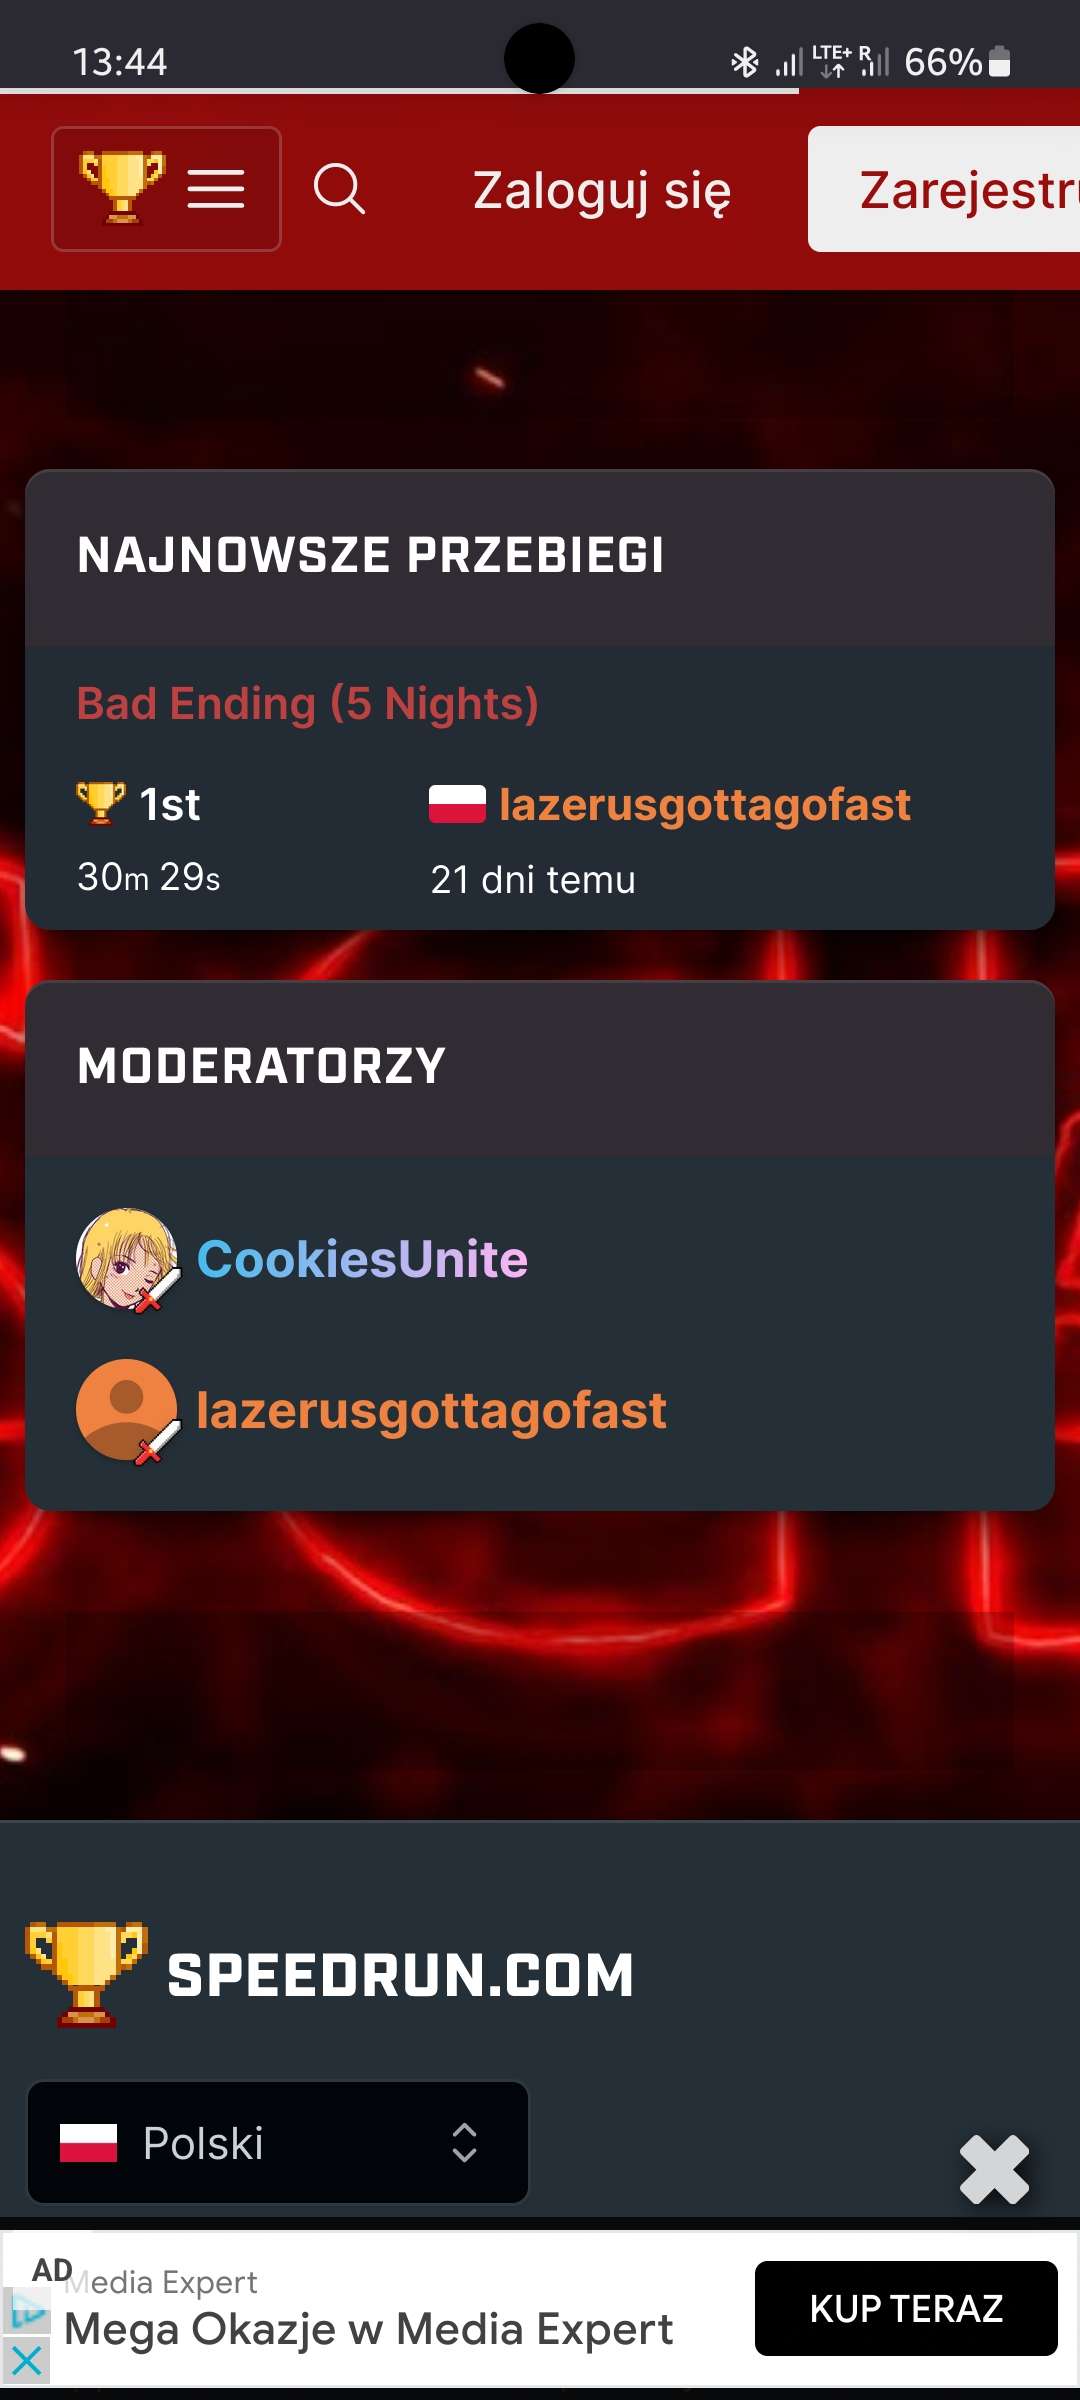 13:44
LTE+ R 66%
Zaloguj się
Zarejestru
NAJNOWSZE PRZEBIEGI
Bad Ending (5 Nights)
1st lazerusgottagofast
30m 29s 21 dni temu
MODERATORZY
CookiesUnite
lazerusgottagofast
SPEEDRUN.COM
Polski
AD
Media Expert
Mega Okazje w Media Expert
KUP TERAZ